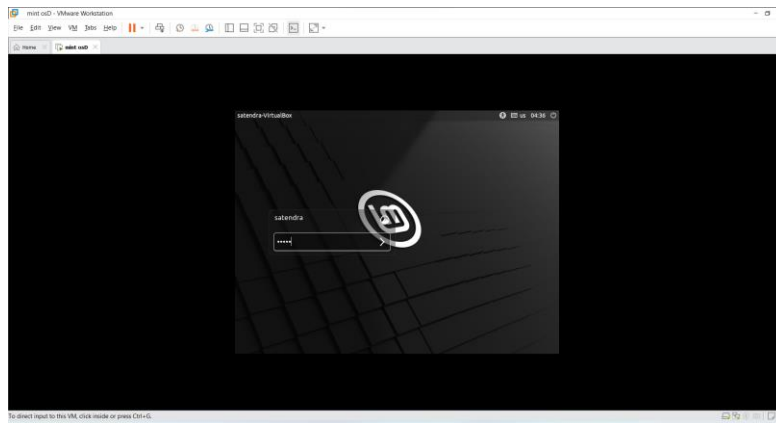 mint osD - VMware Workstation
File Edit View VM Tabs Help
Home mint osD
satendra-VirtualBox us 04:36
satendra
To direct input to this VM, click inside or press Ctrl+G.